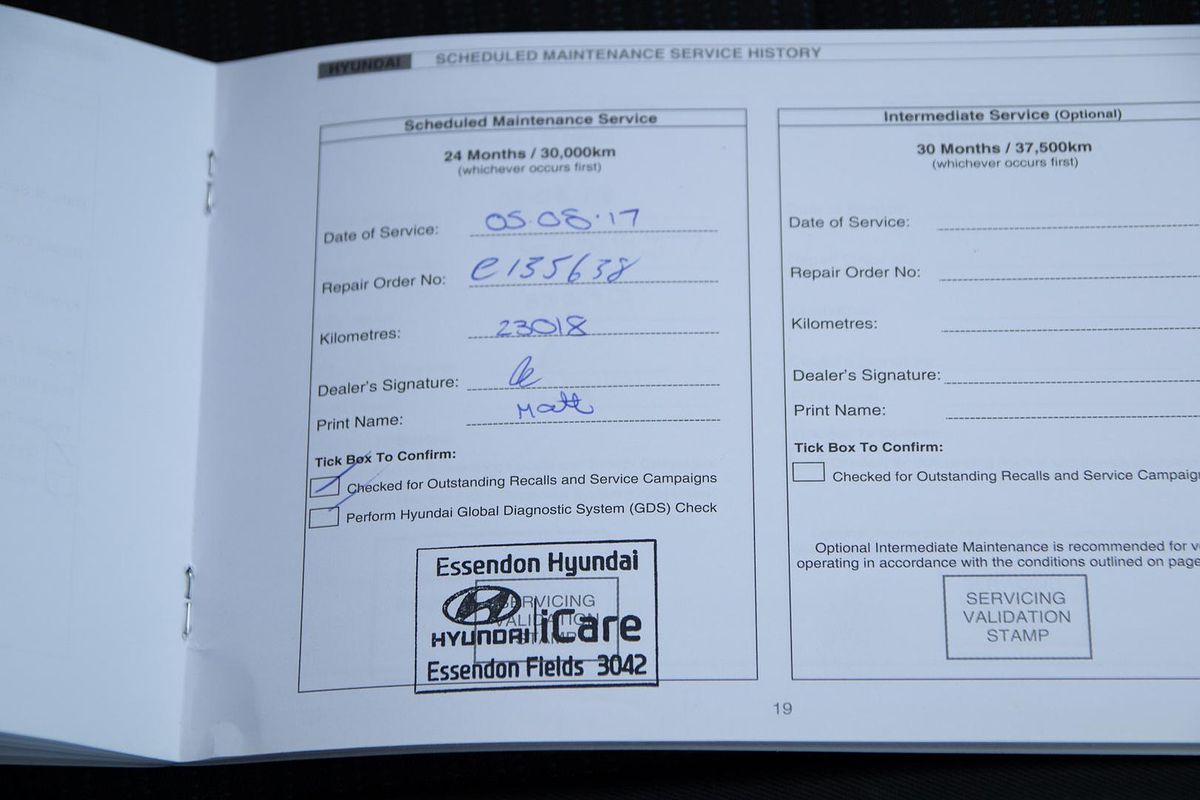 HYUNDAI SCHEDULED MAINTENANCE SERVICE HISTORY
Scheduled Maintenance Service
24 Months / 30,000km
(whichever occurs first)
Date of Service: 05.08.17
Repair Order No: e135638
Kilometres: 23018
Dealer's Signature:
Print Name: Matt
Tick Box To Confirm:
Checked for Outstanding Recalls and Service Campaigns
Perform Hyundai Global Diagnostic System (GDS) Check
Essendon Hyundai
SERVICING
VALIDATION
STAMP
HYUNDAI iCare
Essendon Fields 3042
Intermediate Service (Optional)
30 Months / 37,500km
(whichever occurs first)
Date of Service:
Repair Order No:
Kilometres:
Dealer's Signature:
Print Name:
Tick Box To Confirm:
Checked for Outstanding Recalls and Service Campaig
Optional Intermediate Maintenance is recommended for v
operating in accordance with the conditions outlined on page
SERVICING
VALIDATION
STAMP
19